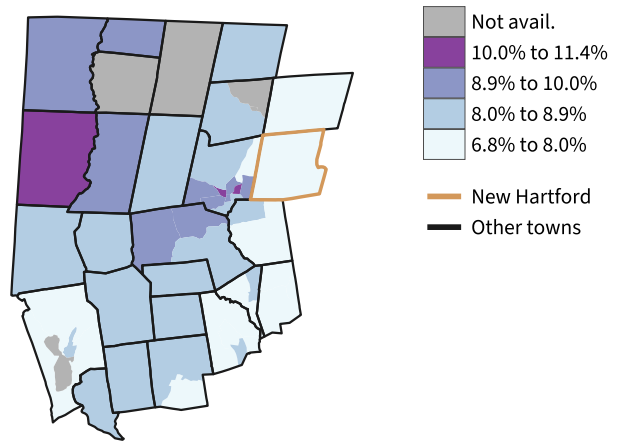 Not avail.
10.0% to 11.4%
8.9% to 10.0%
8.0% to 8.9%
6.8% to 8.0%
New Hartford
Other towns